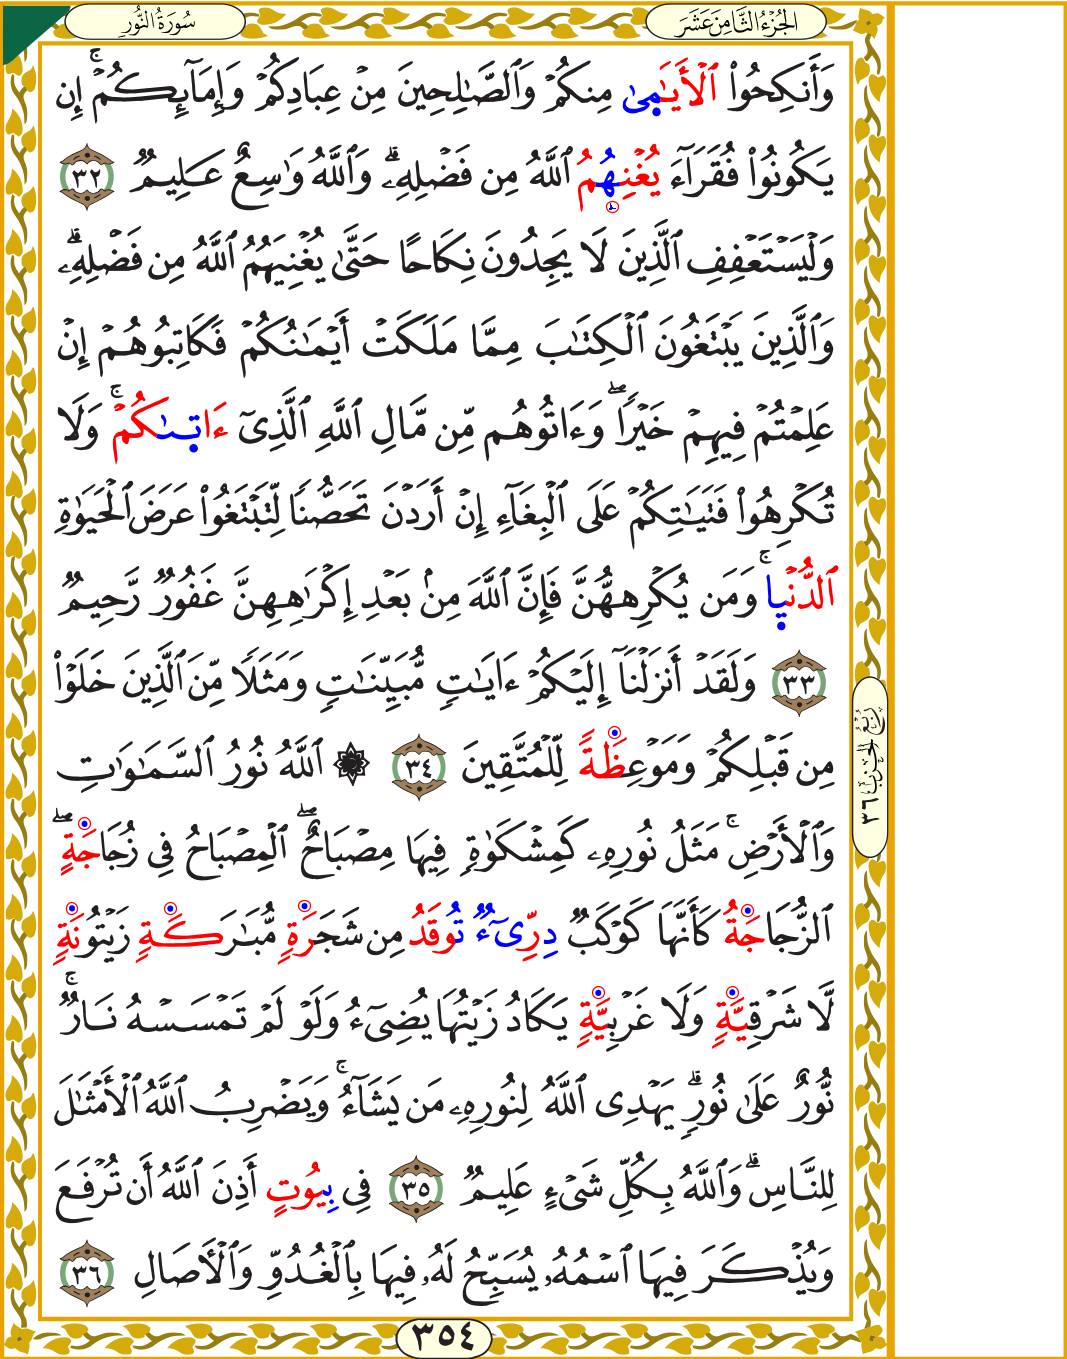 سُورَةُ النُّورِ
الجُزْءُ الثَّامِنَ عَشَرَ
وَأَنكِحُوا۟ ٱلْأَيَـٰمِىٰ مِنكُمْ وَٱلصَّـٰلِحِينَ مِنْ عِبَادِكُمْ وَإِمَآئِكُمْ ۚ إِن
يَكُونُوا۟ فُقَرَآءَ يُغْنِهُمُ ٱللَّهُ مِن فَضْلِهِۦ ۗ وَٱللَّهُ وَٰسِعٌ عَلِيمٌ ٣٢
وَلْيَسْتَعْفِفِ ٱلَّذِينَ لَا يَجِدُونَ نِكَاحًا حَتَّىٰ يُغْنِيَهُمُ ٱللَّهُ مِن فَضْلِهِۦ ۗ
وَٱلَّذِينَ يَبْتَغُونَ ٱلْكِتَـٰبَ مِمَّا مَلَكَتْ أَيْمَـٰنُكُمْ فَكَاتِبُوهُمْ إِنْ
عَلِمْتُمْ فِيهِمْ خَيْرًا ۖ وَءَاتُوهُم مِّن مَّالِ ٱللَّهِ ٱلَّذِىٓ ءَاتىٰكُمْ ۚ وَلَا
تُكْرِهُوا۟ فَتَيَـٰتِكُمْ عَلَى ٱلْبِغَآءِ إِنْ أَرَدْنَ تَحَصُّنًا لِّتَبْتَغُوا۟ عَرَضَ ٱلْحَيَوٰةِ
ٱلدُّنْيا ۚ وَمَن يُكْرِههُّنَّ فَإِنَّ ٱللَّهَ مِنۢ بَعْدِ إِكْرَٰهِهِنَّ غَفُورٌ رَّحِيمٌ
٣٣ وَلَقَدْ أَنزَلْنَآ إِلَيْكُمْ ءَايَـٰتٍ مُّبَيِّنَـٰتٍ وَمَثَلًا مِّنَ ٱلَّذِينَ خَلَوْا۟
مِن قَبْلِكُمْ وَمَوْعِظَةً لِّلْمُتَّقِينَ ٣٤ ۞ ٱللَّهُ نُورُ ٱلسَّمَـٰوَٰتِ
وَٱلْأَرْضِ ۚ مَثَلُ نُورِهِۦ كَمِشْكَوٰةٍ فِيهَا مِصْبَاحٌ ۖ ٱلْمِصْبَاحُ فِى زُجَاجَةٍ ۖ
ٱلزُّجَاجَةُ كَأَنَّهَا كَوْكَبٌ دِرِّىٓءٌ تُوقَدُ مِن شَجَرَةٍ مُّبَـٰرَكَةٍ زَيْتُونَةٍ
لَّا شَرْقِيَّةٍ وَلَا غَرْبِيَّةٍ يَكَادُ زَيْتُهَا يُضِىٓءُ وَلَوْ لَمْ تَمْسَسْهُ نَارٌ ۚ
نُّورٌ عَلَىٰ نُورٍ ۗ يَهْدِى ٱللَّهُ لِنُورِهِۦ مَن يَشَآءُ ۚ وَيَضْرِبُ ٱللَّهُ ٱلْأَمْثَـٰلَ
لِلنَّاسِ ۗ وَٱللَّهُ بِكُلِّ شَىْءٍ عَلِيمٌ ٣٥ فِى بِيُوتٍ أَذِنَ ٱللَّهُ أَن تُرْفَعَ
وَيُذْكَرَ فِيهَا ٱسْمُهُۥ يُسَبِّحُ لَهُۥ فِيهَا بِٱلْغُدُوِّ وَٱلْـَٔاصَالِ ٣٦
رُبْعُ الْحِزْبِ ٣٦
٣٥٤